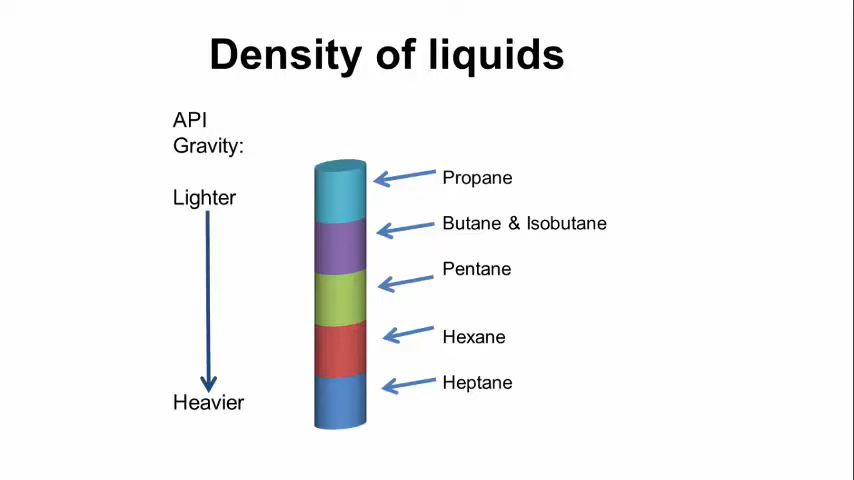 Density of liquids
API
Gravity:
Lighter
Heavier
Propane
Butane & Isobutane
Pentane
Hexane
Heptane